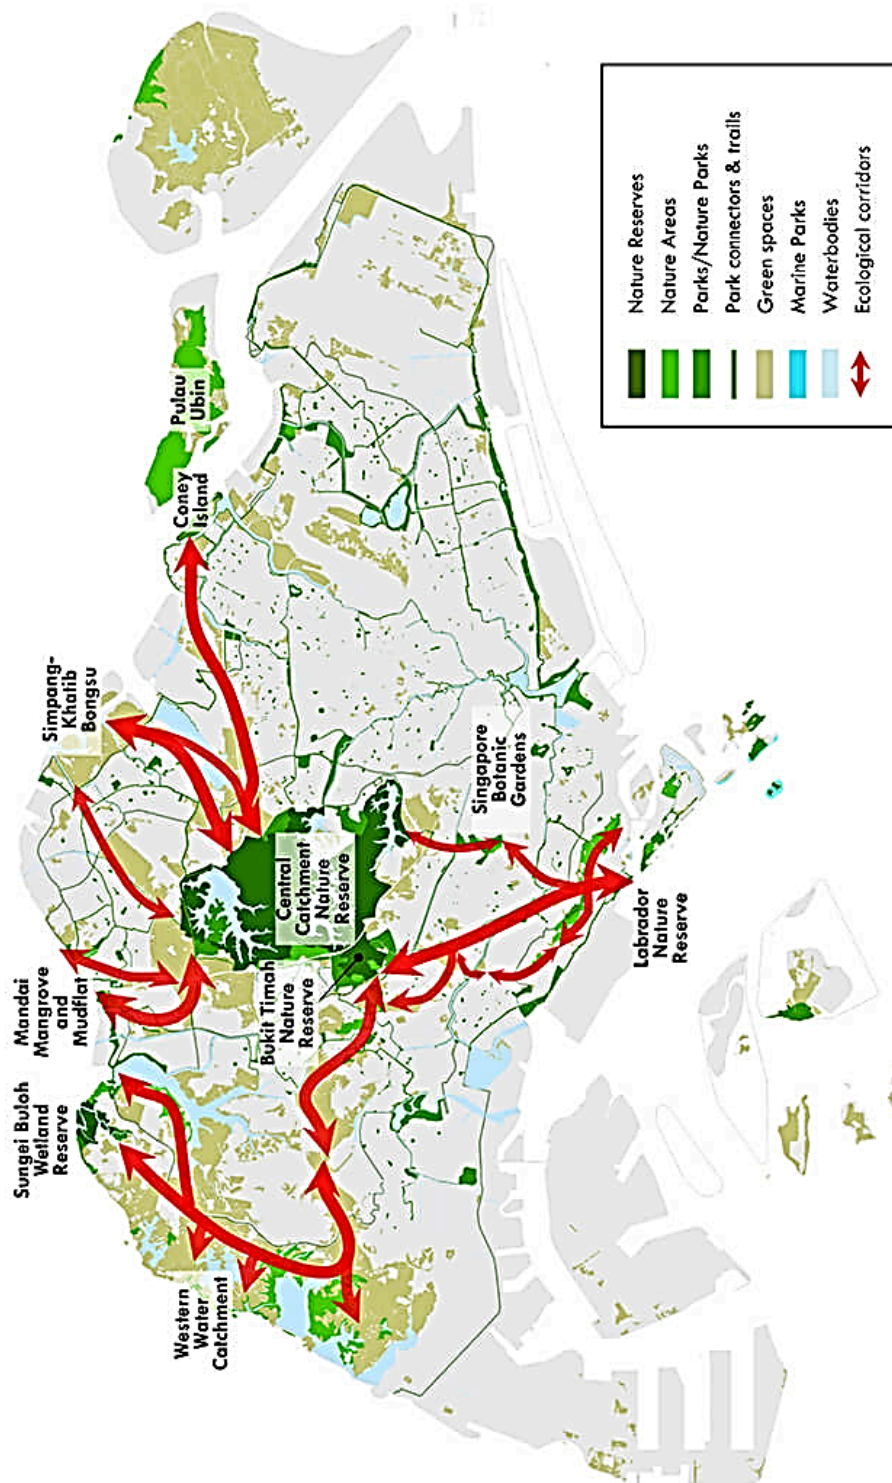 Sungei Buloh
Wetland
Reserve
Mandai
Mangrove
and
Mudflat
Simpang-
Khatib
Bongsu
Coney
Island
Pulau
Ubin
Western
Water
Catchment
Bukit Timah
Nature
Reserve
Central
Catchment
Nature
Reserve
Singapore
Botanic
Gardens
Labrador
Nature
Reserve
Nature Reserves
Nature Areas
Parks/Nature Parks
Park connectors & trails
Green spaces
Marine Parks
Waterbodies
Ecological corridors